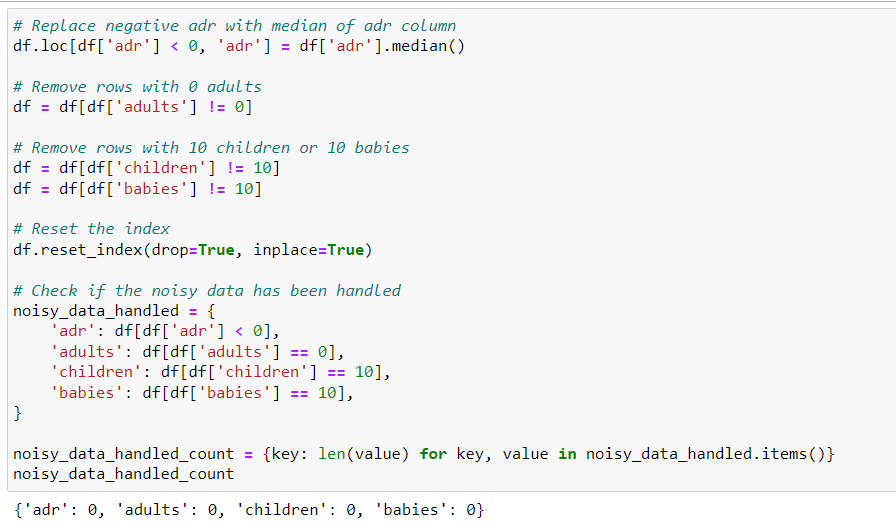 # Replace negative adr with median of adr column
df.loc[df['adr'] < 0, 'adr'] = df['adr'].median()
# Remove rows with 0 adults
df = df[df['adults'] != 0]
# Remove rows with 10 children or 10 babies
df = df[df['children'] != 10]
df = df[df['babies'] != 10]
# Reset the index
df.reset_index(drop=True, inplace=True)
# Check if the noisy data has been handled
noisy_data_handled = {
    'adr': df[df['adr'] < 0],
    'adults': df[df['adults'] == 0],
    'children': df[df['children'] == 10],
    'babies': df[df['babies'] == 10],
}
noisy_data_handled_count = {key: len(value) for key, value in noisy_data_handled.items()}
noisy_data_handled_count
{'adr': 0, 'adults': 0, 'children': 0, 'babies': 0}